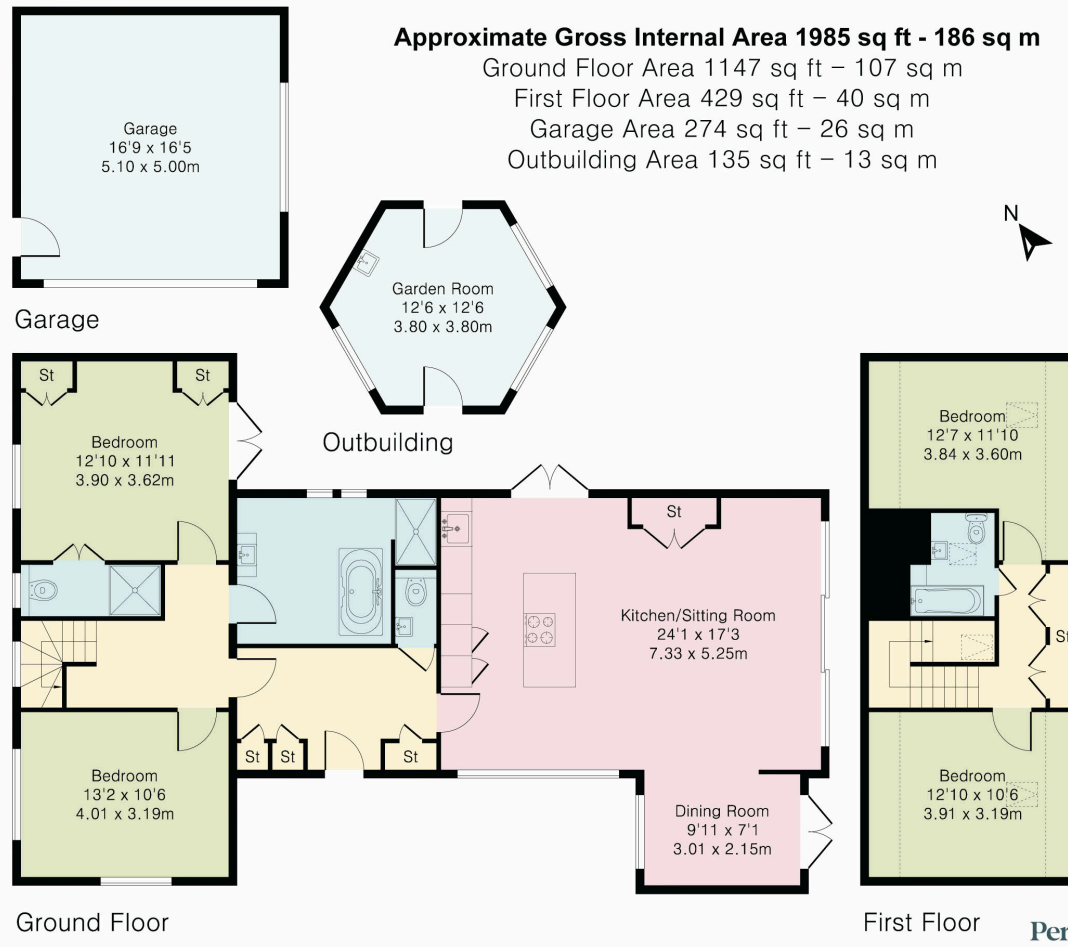 Approximate Gross Internal Area 1985 sq ft - 186 sq m
Ground Floor Area 1147 sq ft – 107 sq m
First Floor Area 429 sq ft – 40 sq m
Garage Area 274 sq ft – 26 sq m
Outbuilding Area 135 sq ft – 13 sq m
N
Garage
16'9 x 16'5
5.10 x 5.00m
Garage
Garden Room
12'6 x 12'6
3.80 x 3.80m
Outbuilding
St
St
Bedroom
12'10 x 11'11
3.90 x 3.62m
St
Kitchen/Sitting Room
24'1 x 17'3
7.33 x 5.25m
St
St
St
Bedroom
13'2 x 10'6
4.01 x 3.19m
Dining Room
9'11 x 7'1
3.01 x 2.15m
Ground Floor
Bedroom
12'7 x 11'10
3.84 x 3.60m
St
Bedroom
12'10 x 10'6
3.91 x 3.19m
First Floor
Per